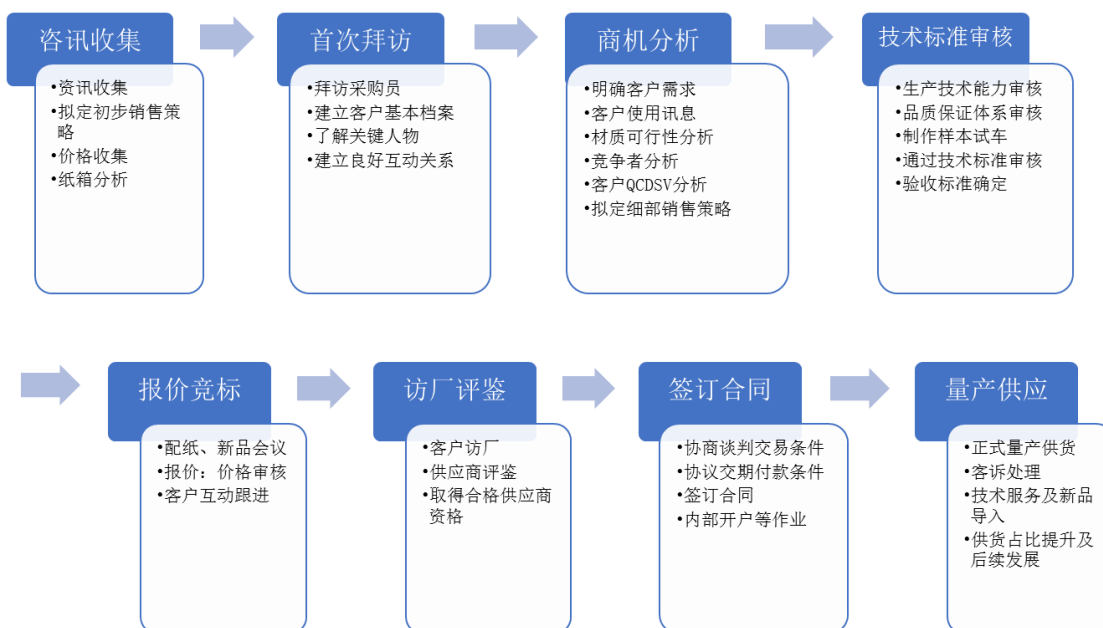 咨讯收集
•资讯收集
•拟定初步销售策
略
•价格收集
•纸箱分析
首次拜访
•拜访采购员
•建立客户基本档案
•了解关键人物
•建立良好互动关系
商机分析
•明确客户需求
•客户使用讯息
•材质可行性分析
•竞争者分析
•客户QCDSV分析
•拟定细部销售策略
技术标准审核
•生产技术能力审核
•品质保证体系审核
•制作样本试车
•通过技术标准审核
•验收标准确定
报价竞标
•配纸、新品会议
•报价：价格审核
•客户互动跟进
访厂评鉴
•客户访厂
•供应商评鉴
•取得合格供应商
资格
签订合同
•协商谈判交易条件
•协议交期付款条件
•签订合同
•内部开户等作业
量产供应
•正式量产供货
•客诉处理
•技术服务及新品
导入
•供货占比提升及
后续发展